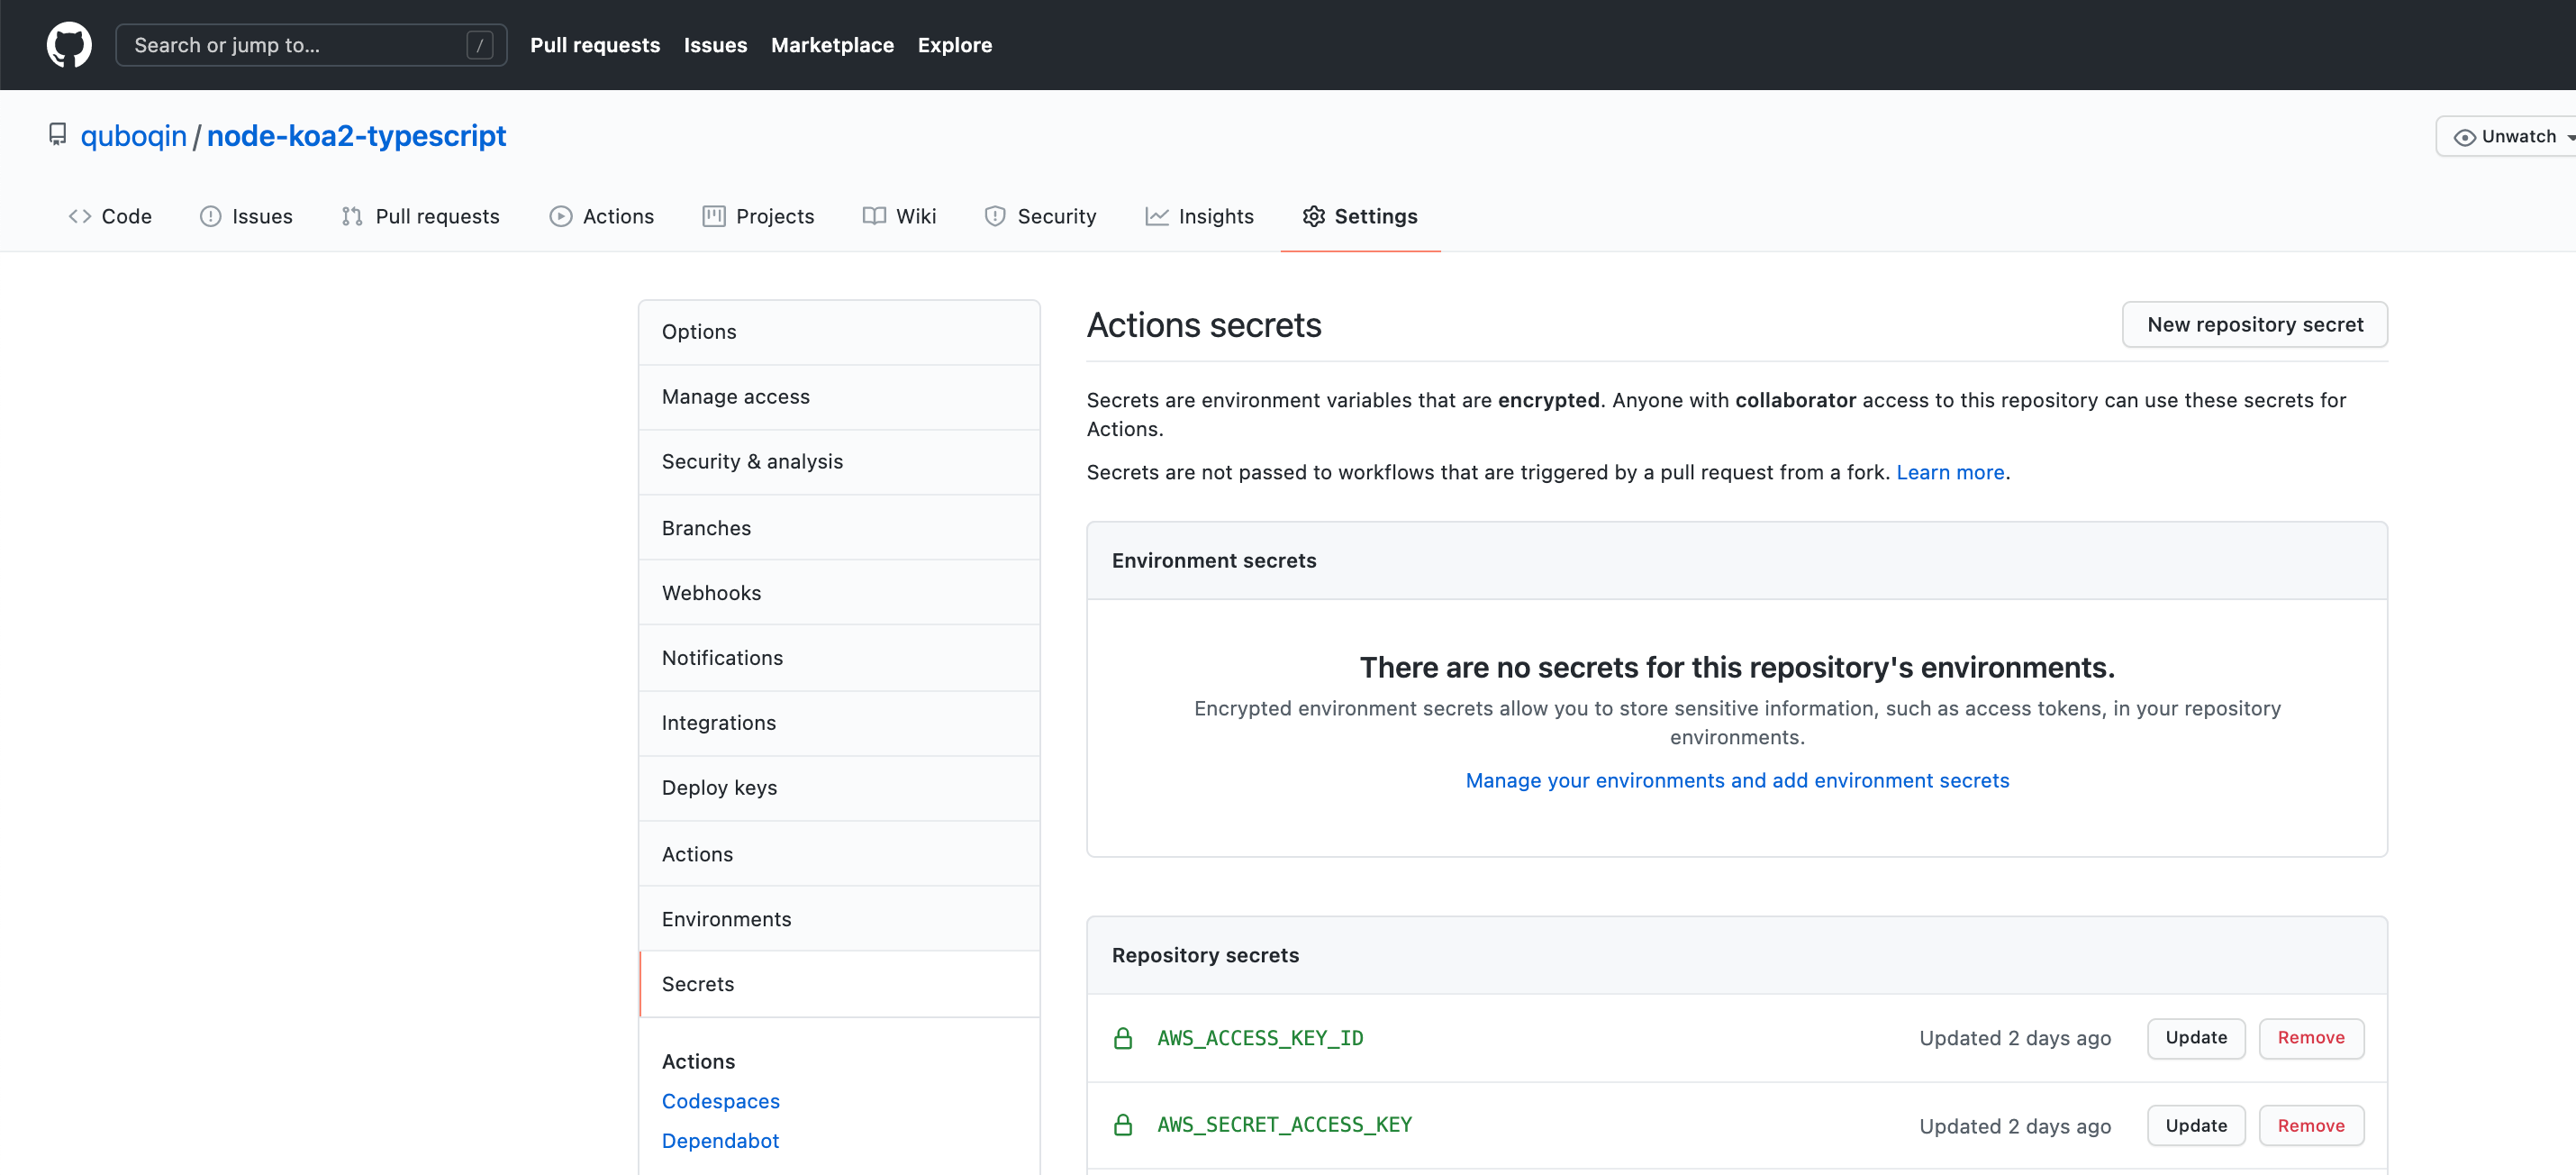 Search or jump to... /
Pull requests Issues Marketplace Explore
quboqin / node-koa2-typescript
Unwatch
Code Issues Pull requests Actions Projects Wiki Security Insights Settings
Options
Manage access
Security & analysis
Branches
Webhooks
Notifications
Integrations
Deploy keys
Actions
Environments
Secrets
Actions
Codespaces
Dependabot
Actions secrets
New repository secret
Secrets are environment variables that are encrypted. Anyone with collaborator access to this repository can use these secrets for
Actions.
Secrets are not passed to workflows that are triggered by a pull request from a fork. Learn more.
Environment secrets
There are no secrets for this repository's environments.
Encrypted environment secrets allow you to store sensitive information, such as access tokens, in your repository
environments.
Manage your environments and add environment secrets
Repository secrets
AWS_ACCESS_KEY_ID Updated 2 days ago Update Remove
AWS_SECRET_ACCESS_KEY Updated 2 days ago Update Remove